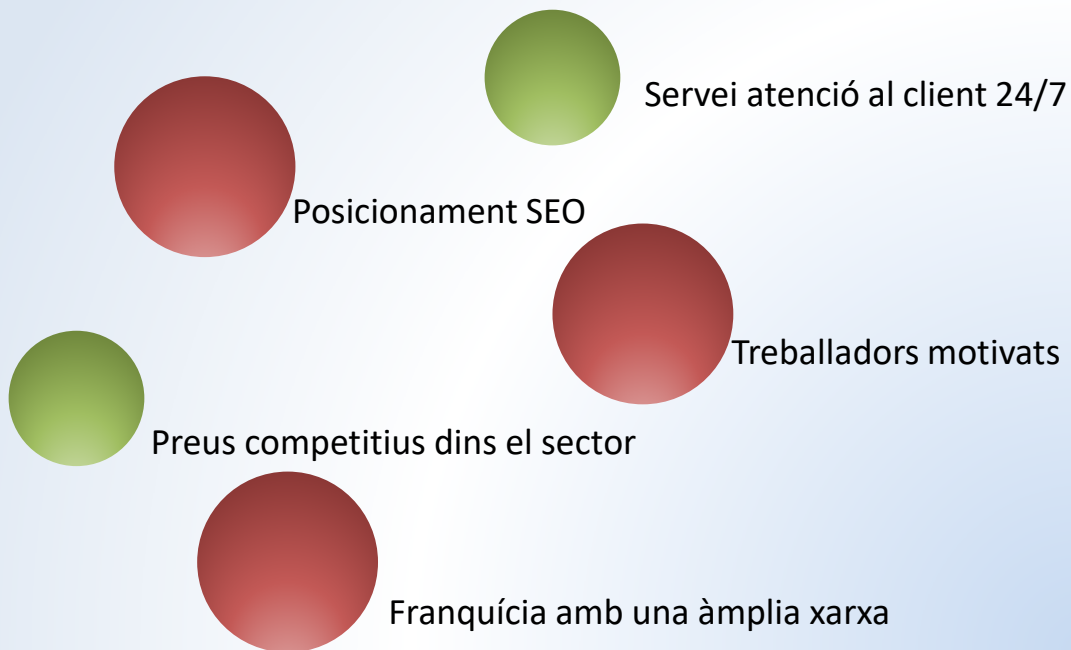 Servei atenció al client 24/7
Posicionament SEO
Treballadors motivats
Preus competitius dins el sector
Franquícia amb una àmplia xarxa